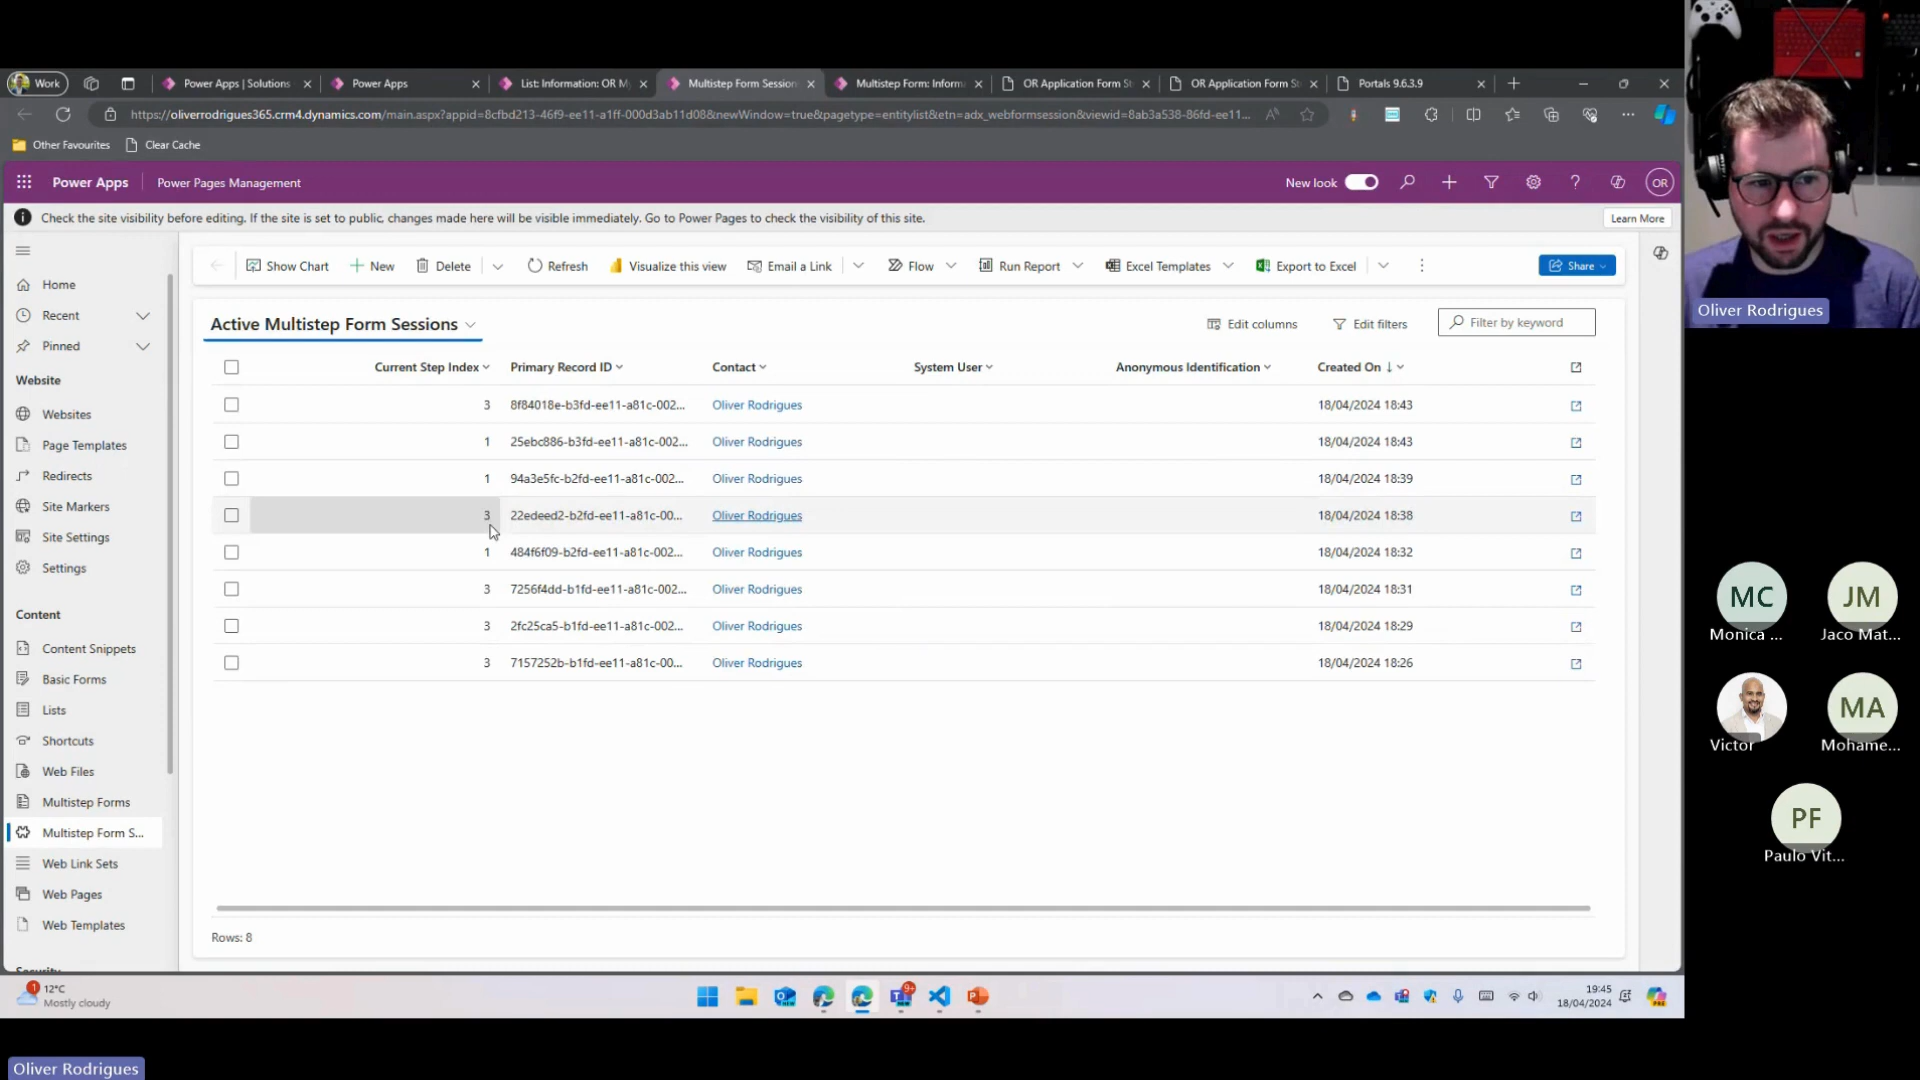 Work
Power Apps | Solutions
Power Apps
List: Information: OR M
Multistep Form Session
Multistep Form: Inform
OR Application Form S
OR Application Form S
Portals 9.6.3.9
https://oliverrodrigues365.crm4.dynamics.com/main.aspx?appid=8cfbd213-46f9-ee11-a1ff-000d3ab11d08&newWindow=true&pagetype=entitylist&etn=adx_webformsession&viewid=8ab3a538-86fd-ee11...
Other Favourites
Clear Cache
Power Apps
Power Pages Management
New look
OR
Check the site visibility before editing. If the site is set to public, changes made here will be visible immediately. Go to Power Pages to check the visibility of this site.
Learn More
Show Chart
New
Delete
Refresh
Visualize this view
Email a Link
Flow
Run Report
Excel Templates
Export to Excel
Share
Home
Recent
Pinned
Website
Websites
Page Templates
Redirects
Site Markers
Site Settings
Settings
Content
Content Snippets
Basic Forms
Lists
Shortcuts
Web Files
Multistep Forms
Multistep Form S...
Web Link Sets
Web Pages
Web Templates
Security
Active Multistep Form Sessions
Edit columns
Edit filters
Filter by keyword
Current Step Index Primary Record ID Contact System User Anonymous Identification Created On
3 8f84018e-b3fd-ee11-a81c-002... Oliver Rodrigues 18/04/2024 18:43
1 25ebc886-b3fd-ee11-a81c-002... Oliver Rodrigues 18/04/2024 18:43
1 94a3e5fc-b2fd-ee11-a81c-002... Oliver Rodrigues 18/04/2024 18:39
3 22edeed2-b2fd-ee11-a81c-00... Oliver Rodrigues 18/04/2024 18:38
1 484f6f09-b2fd-ee11-a81c-002... Oliver Rodrigues 18/04/2024 18:32
3 7256f4dd-b1fd-ee11-a81c-002... Oliver Rodrigues 18/04/2024 18:31
3 2fc25ca5-b1fd-ee11-a81c-002... Oliver Rodrigues 18/04/2024 18:29
3 7157252b-b1fd-ee11-a81c-00... Oliver Rodrigues 18/04/2024 18:26
Rows: 8
1
12°C
Mostly cloudy
9+
19:45
18/04/2024
Oliver Rodrigues
MC
Monica ...
JM
Jaco Mat...
Victor
MA
Mohame...
PF
Paulo Vit...
Oliver Rodrigues